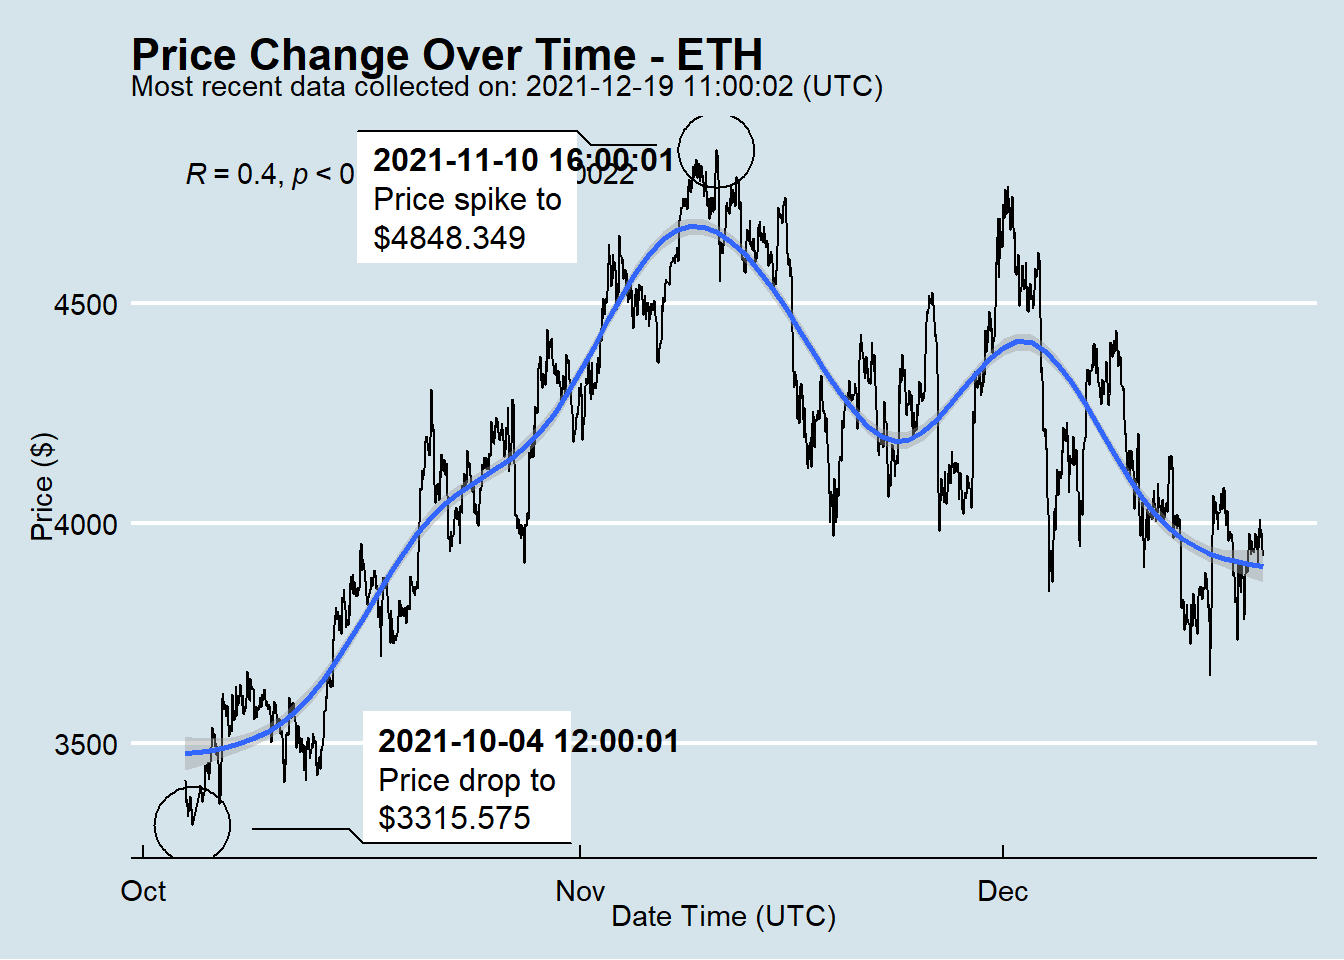 Price Change Over Time - ETH
Most recent data collected on: 2021-12-19 11:00:02 (UTC)
R = 0.4, p < 0
0022
2021-11-10 16:00:01
Price spike to
$4848.349
4500
4000
3500
Price ($)
2021-10-04 12:00:01
Price drop to
$3315.575
Oct
Nov
Dec
Date Time (UTC)